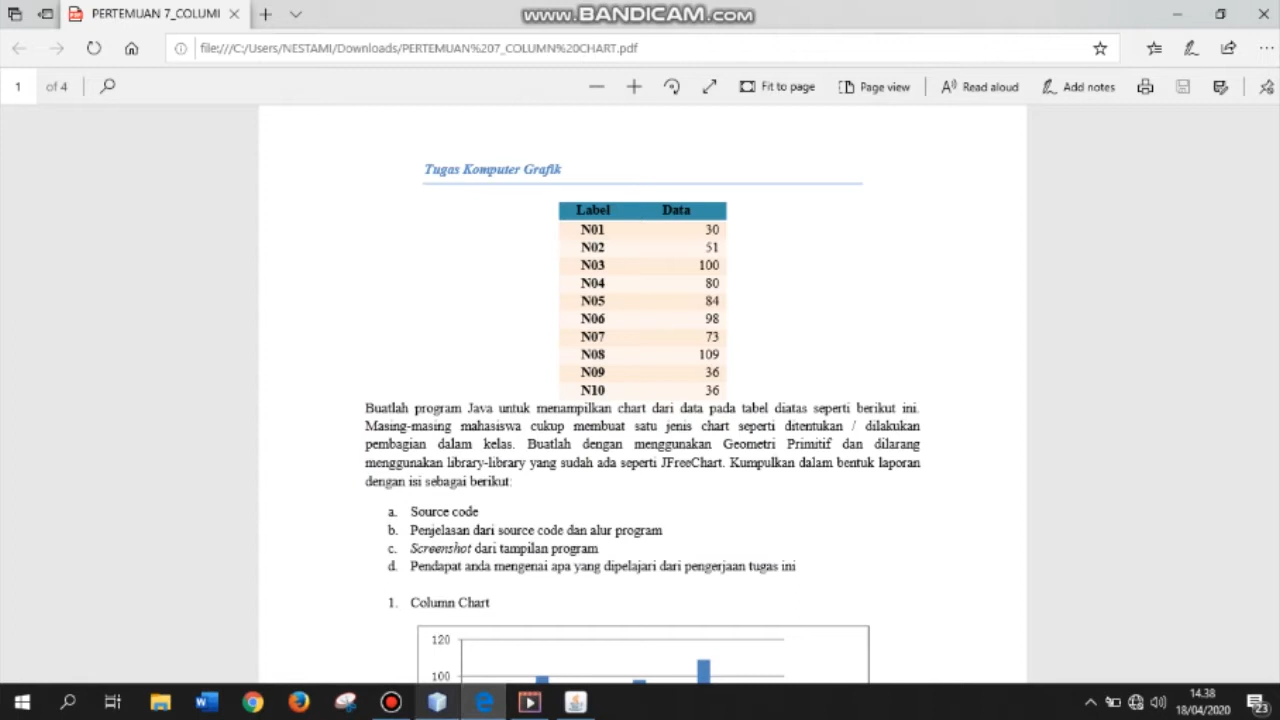 www.BANDICAM.com
PERTEMUAN 7_COLUMI
file:///C:/Users/NESTAMI/Downloads/PERTEMUAN%207_COLUMN%20CHART.pdf
1 of 4 Fit to page Page view Read aloud Add notes
Tugas Komputer Grafik
Label Data
N01 30
N02 51
N03 100
N04 80
N05 84
N06 98
N07 73
N08 109
N09 36
N10 36
Buatlah program Java untuk menampilkan chart dari data pada tabel diatas seperti berikut ini.
Masing-masing mahasiswa cukup membuat satu jenis chart seperti ditentukan / dilakukan
pembagian dalam kelas. Buatlah dengan menggunakan Geometri Primitif dan dilarang
menggunakan library-library yang sudah ada seperti JFreeChart. Kumpulkan dalam bentuk laporan
dengan isi sebagai berikut:
a. Source code
b. Penjelasan dari source code dan alur program
c. Screenshot dari tampilan program
d. Pendapat anda mengenai apa yang dipelajari dari pengerjaan tugas ini
1. Column Chart
120
100
14.38
18/04/2020
23